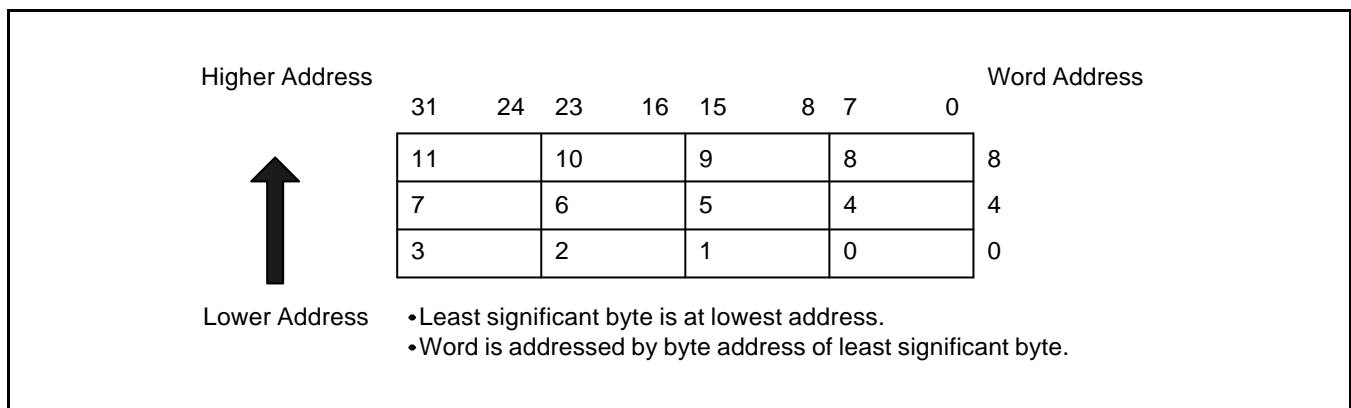 Higher Address Word Address
31 24 23 16 15 8 7 0
11 10 9 8 8
7 6 5 4 4
3 2 1 0 0
Lower Address •Least significant byte is at lowest address.
•Word is addressed by byte address of least significant byte.